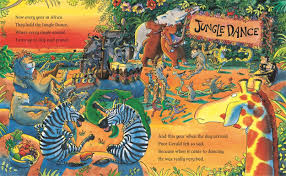 Now every year in Africa
They hold the Jungle Dance,
Where every single animal
Turns up to skip and prance.
JUNGLE DANCE
And this year when the day arrived
Poor Gerald felt so sad,
Because when it came to dancing
He was really very bad.